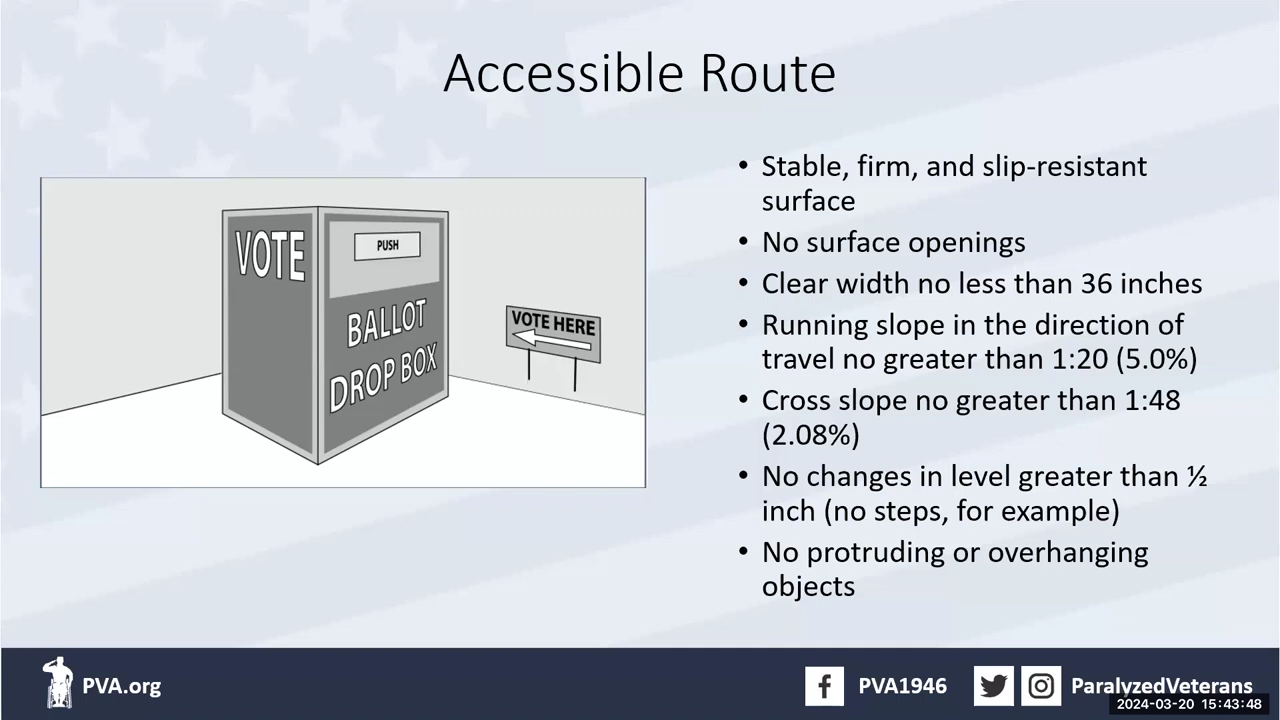 Accessible Route
VOTE
PUSH
BALLOT
DROP BOX
VOTE HERE
• Stable, firm, and slip-resistant
surface
• No surface openings
• Clear width no less than 36 inches
• Running slope in the direction of
travel no greater than 1:20 (5.0%)
• Cross slope no greater than 1:48
(2.08%)
• No changes in level greater than ½
inch (no steps, for example)
• No protruding or overhanging
objects
PVA.org
PVA1946
ParalyzedVeterans
2024-03-20 15:43:48